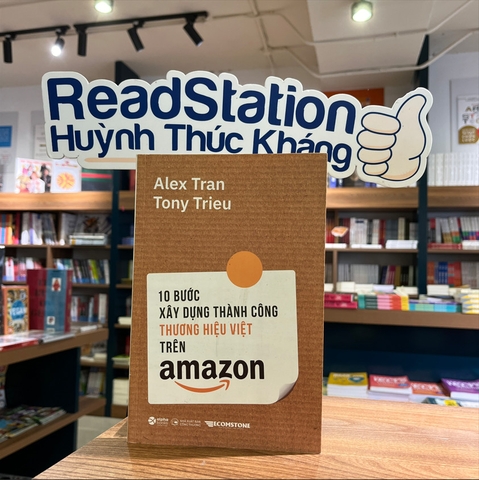 ReadStation
Huỳnh Thúc Kháng
Alex Tran
Tony Trieu
10 BƯỚC
XÂY DỰNG THÀNH CÔNG
THƯƠNG HIỆU VIỆT
TRÊN
amazon
alpha
ECOMSTONE